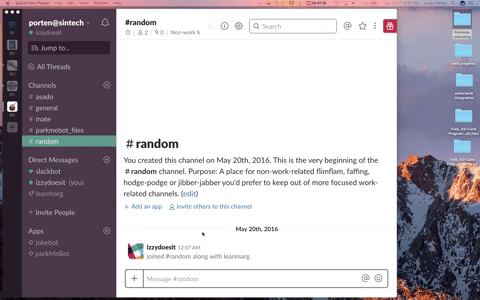 porten@sintech
izzydoesit
Jump to...
All Threads
Channels
# asado
# general
# mate
# parkmebot_files
# random
Direct Messages
slackbot
izzydoesit (you)
leanmarg
+ Invite People
Apps
jokebot
parkMeBot
#random
2
0
Non-work b
Search
# random
You created this channel on May 20th, 2016. This is the very beginning of the
# random channel. Purpose: A place for non-work-related flimflam, faffing,
hodge-podge or jibber-jabber you'd prefer to keep out of more focused work-
related channels. (edit)
+ Add an app
Invite others to this channel
May 20th, 2016
izzydoesit 12:07 AM
joined #random along with leanmarg.
Message #random